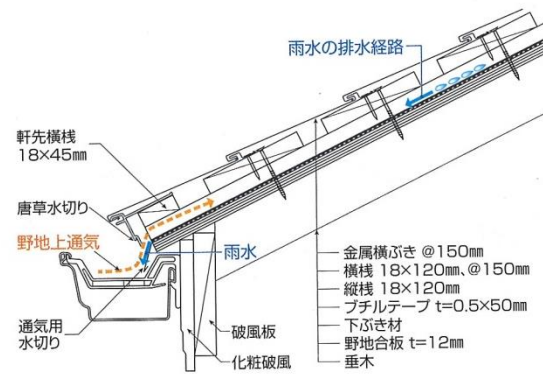 雨水の排水経路
軒先横桟
18×45㎜
唐草水切り
野地上通気
雨水
通気用
水切り
破風板
化粧破風
金属横ぶき @150㎜
横桟 18×120㎜、@150㎜
縦桟 18×120㎜
ブチルテープ t=0.5×50㎜
下ぶき材
野地合板 t=12㎜
垂木